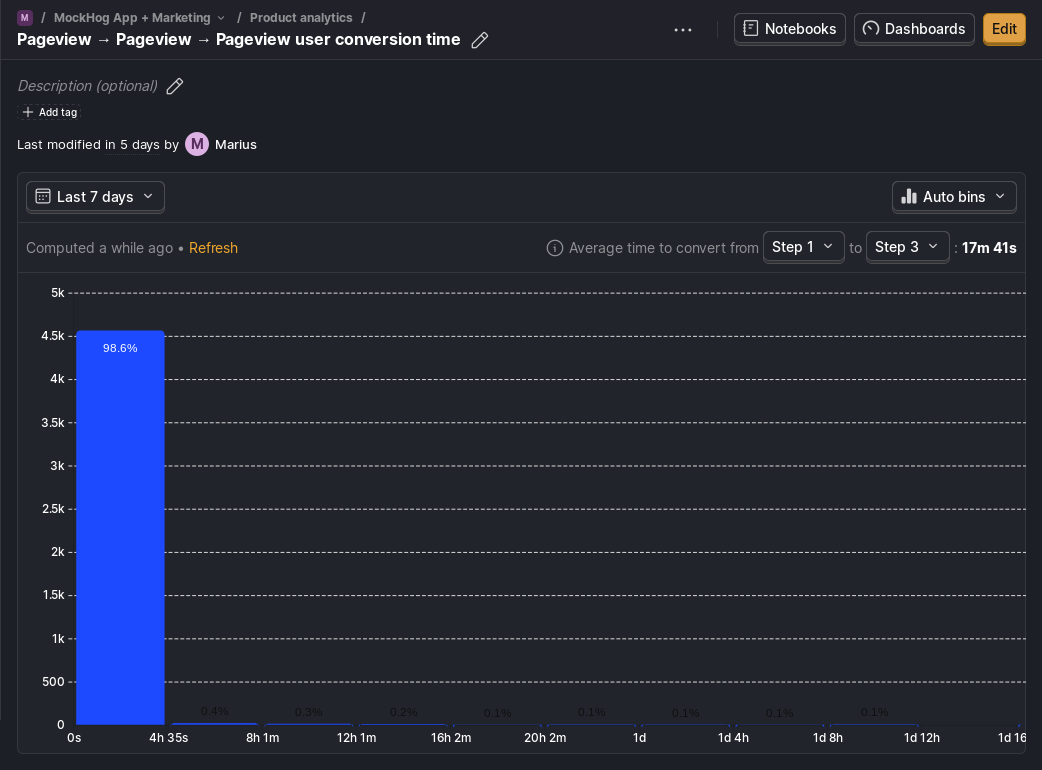 M / MockHog App + Marketing / Product analytics /
Pageview → Pageview → Pageview user conversion time
Notebooks
Dashboards
Edit
Description (optional)
+ Add tag
Last modified in 5 days by M Marius
Last 7 days
Auto bins
Computed a while ago • Refresh
Average time to convert from Step 1 to Step 3 : 17m 41s
5k
4.5k
98.6%
4k
3.5k
3k
2.5k
2k
1.5k
1k
500
0.4% 0.3% 0.2% 0.1% 0.1% 0.1% 0.1% 0.1%
0
0s 4h 35s 8h 1m 12h 1m 16h 2m 20h 2m 1d 1d 4h 1d 8h 1d 12h 1d 16